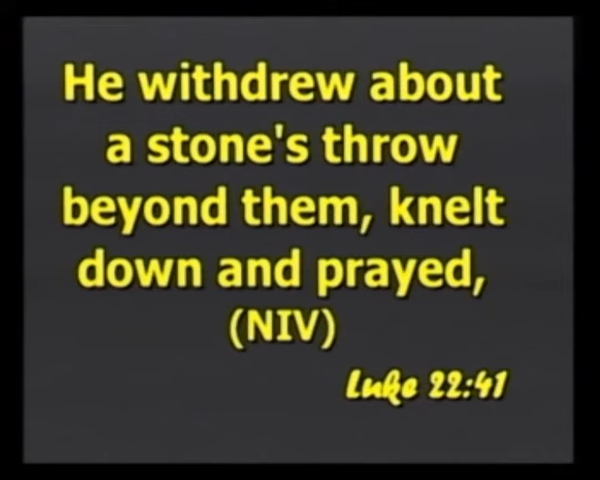 He withdrew about
a stone's throw
beyond them, knelt
down and prayed,
(NIV)
Luke 22:41